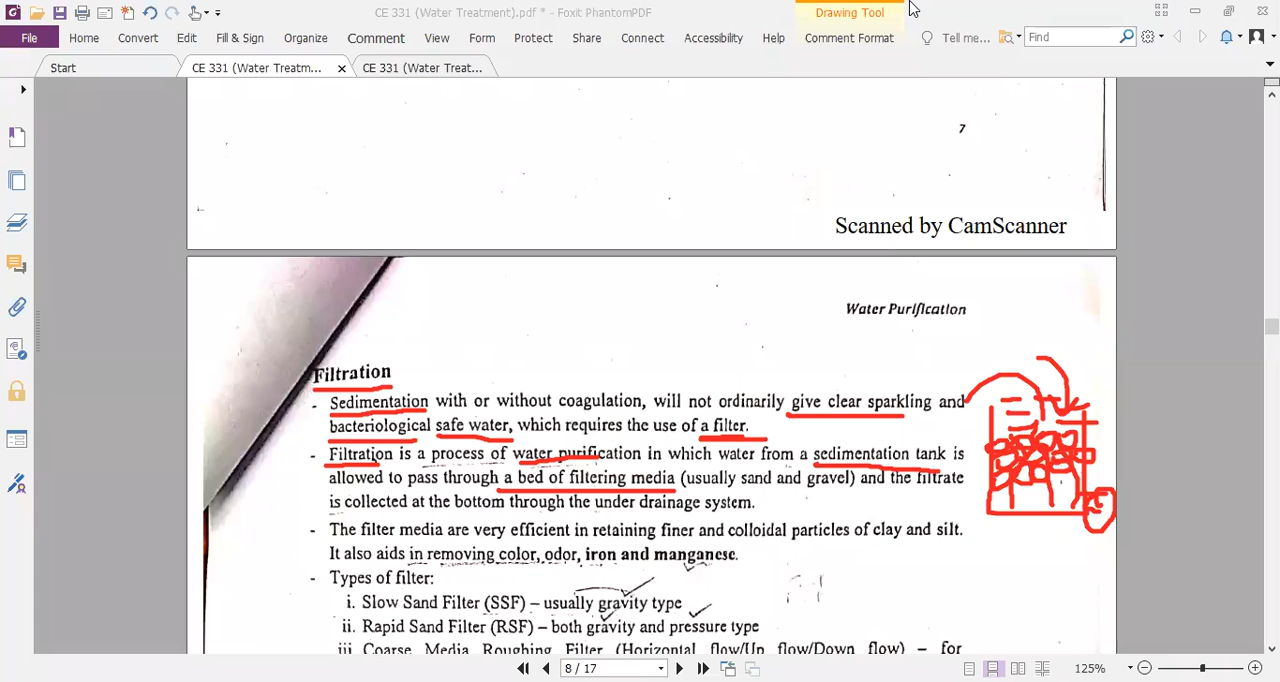 CE 331 (Water Treatment).pdf * - Foxit PhantomPDF
Drawing Tool
File Home Convert Edit Fill & Sign Organize Comment View Form Protect Share Connect Accessibility Help Comment Format Tell me... Find
Start CE 331 (Water Treatm... CE 331 (Water Treat...
7
Scanned by CamScanner
Water Purification
Filtration
- Sedimentation with or without coagulation, will not ordinarily give clear sparkling and
bacteriological safe water, which requires the use of a filter.
- Filtration is a process of water purification in which water from a sedimentation tank is
allowed to pass through a bed of filtering media (usually sand and gravel) and the filtrate
is collected at the bottom through the under drainage system.
- The filter media are very efficient in retaining finer and colloidal particles of clay and silt.
It also aids in removing color, odor, iron and manganese.
- Types of filter:
i. Slow Sand Filter (SSF) – usually gravity type
ii. Rapid Sand Filter (RSF) – both gravity and pressure type
iii. Coarse Media Roughing Filter (Horizontal flow/Up flow/Down flow) – for
8 / 17
125%